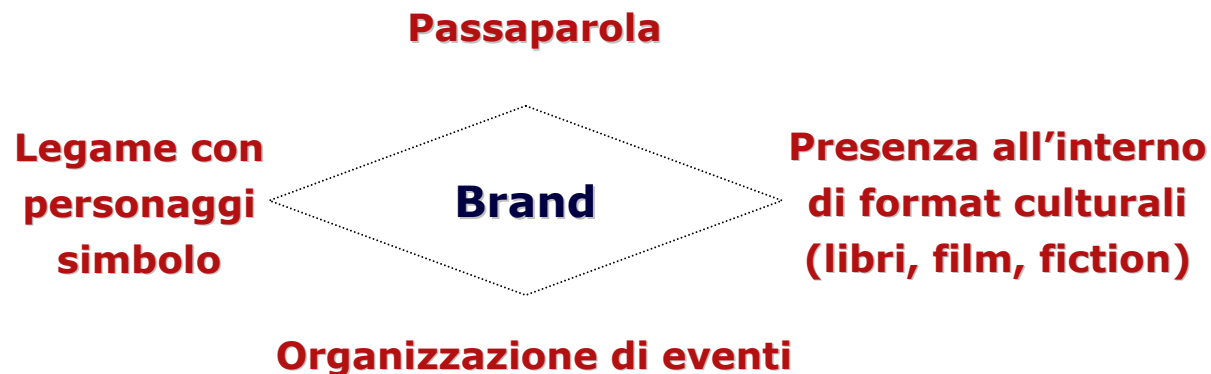 Passaparola
Legame con
personaggi
simbolo
Brand
Presenza all’interno
di format culturali
(libri, film, fiction)
Organizzazione di eventi